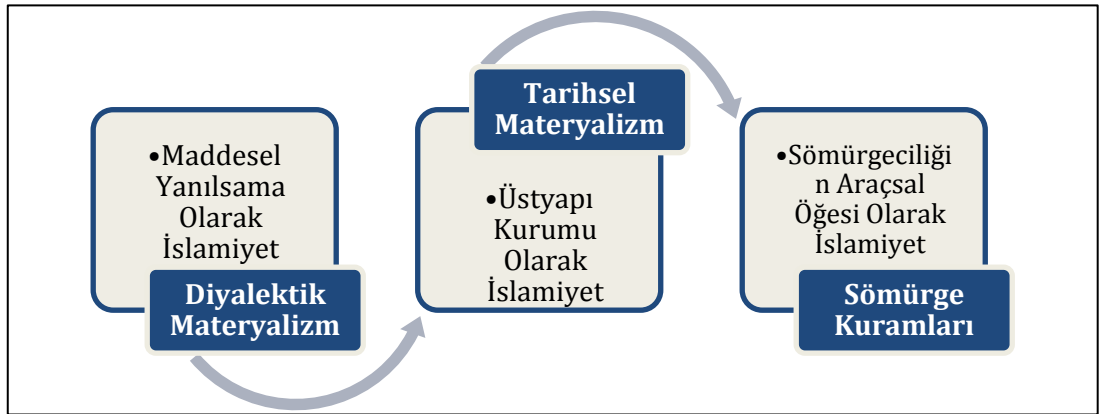 •Maddesel
Yanılsama
Olarak
İslamiyet
Diyalektik
Materyalizm
Tarihsel
Materyalizm
•Üstyapı
Kurumu
Olarak
İslamiyet
•Sömürgeciliği
n Araçsal
Öğesi Olarak
İslamiyet
Sömürge
Kuramları